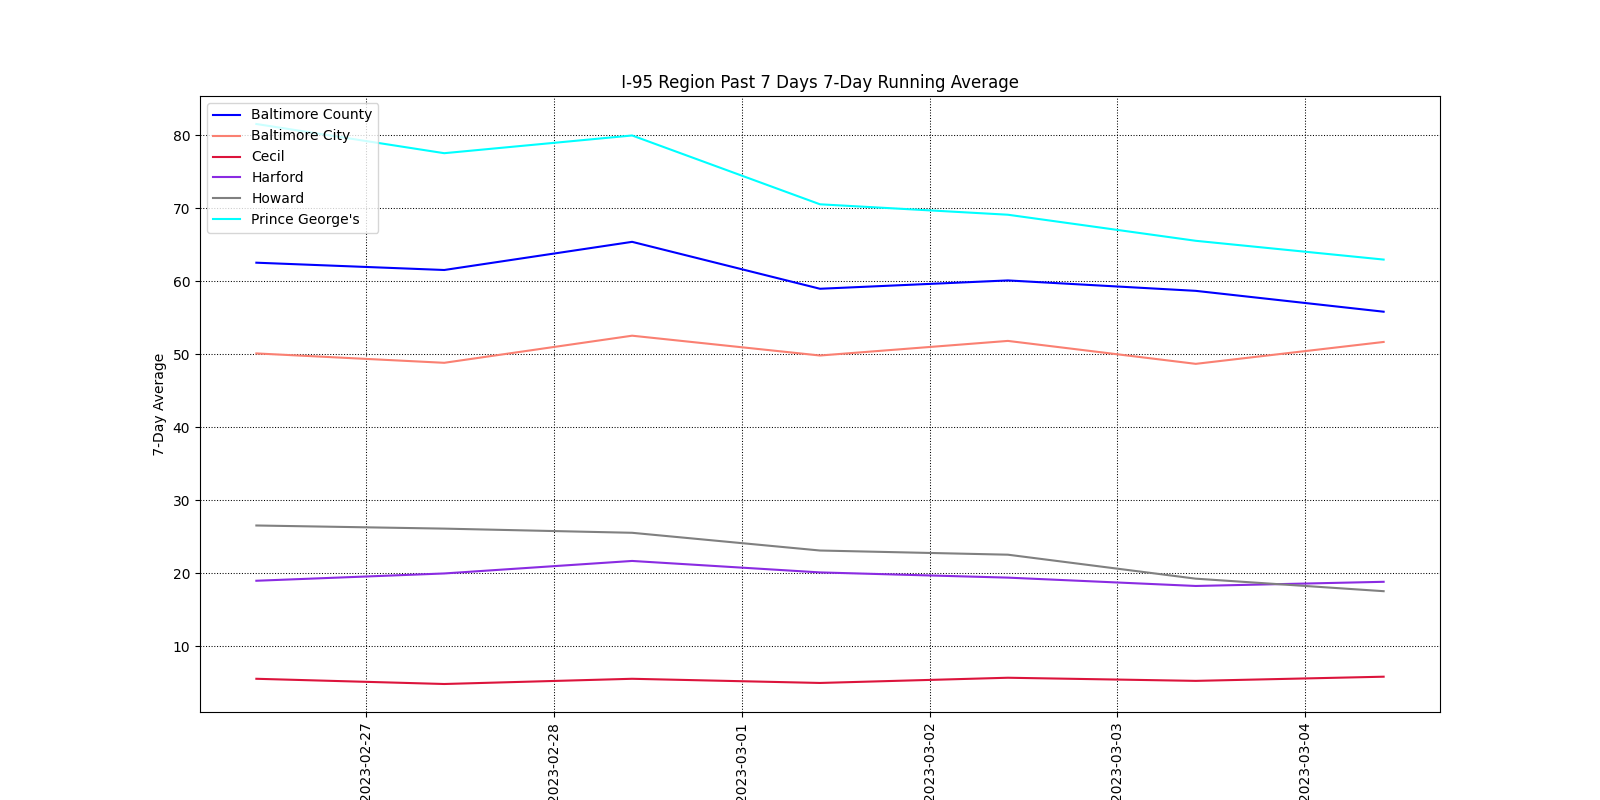 I-95 Region Past 7 Days 7-Day Running Average
Baltimore County
Baltimore City
Cecil
Harford
Howard
Prince George's
80
70
60
50
40
30
20
10
7-Day Average
2023-02-27
2023-02-28
2023-03-01
2023-03-02
2023-03-03
2023-03-04